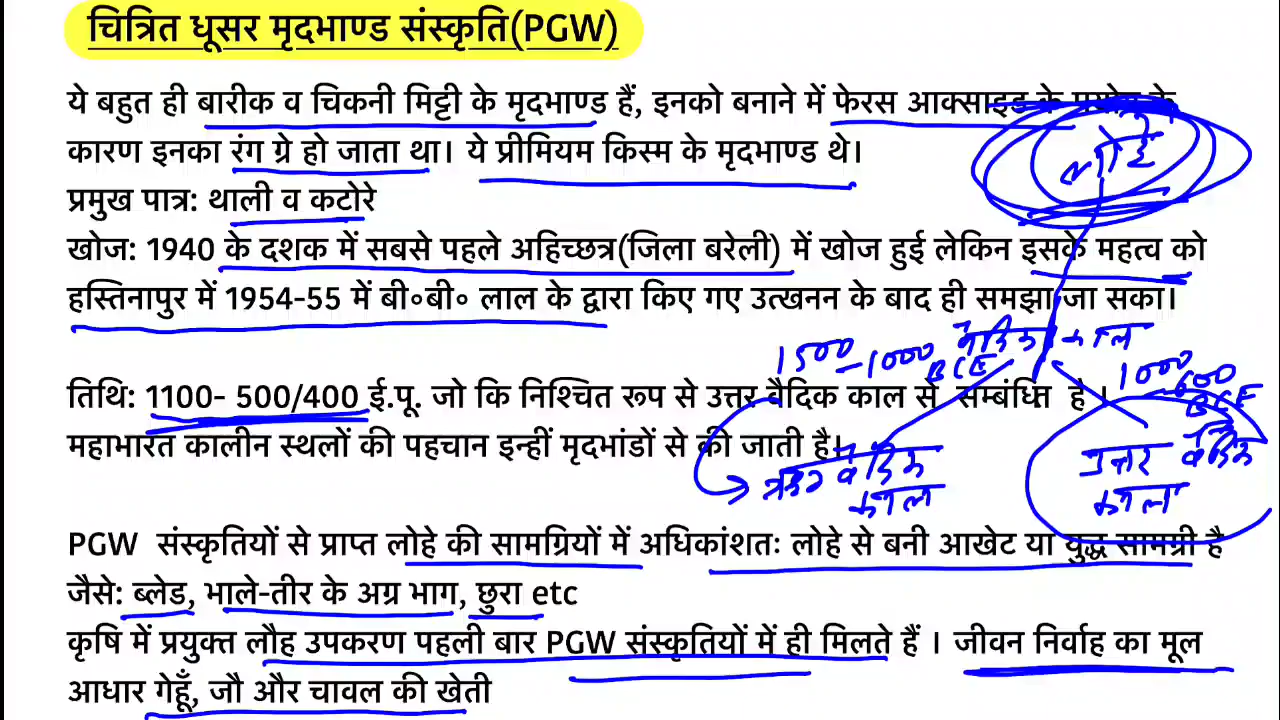 चित्रित धूसर मृदभाण्ड संस्कृति(PGW)
ये बहुत ही बारीक व चिकनी मिट्टी के मृदभाण्ड हैं, इनको बनाने में फेरस आक्साइड के प्रयोग के
कारण इनका रंग ग्रे हो जाता था। ये प्रीमियम किस्म के मृदभाण्ड थे।
लोहे
प्रमुख पात्र: थाली व कटोरे
खोज: 1940 के दशक में सबसे पहले अहिच्छत्र(जिला बरेली) में खोज हुई लेकिन इसके महत्व को
हस्तिनापुर में 1954-55 में बी॰बी॰ लाल के द्वारा किए गए उत्खनन के बाद ही समझा जा सका।
वैदिक काल
1500-1000 BCE
1000-600 BCE
तिथि: 1100- 500/400 ई.पू. जो कि निश्चित रूप से उत्तर वैदिक काल से सम्बंधित है ।
महाभारत कालीन स्थलों की पहचान इन्हीं मृदभांडों से की जाती है।
वैदिक काल
उत्तर वैदिक काल
PGW संस्कृतियों से प्राप्त लोहे की सामग्रियों में अधिकांशतः लोहे से बनी आखेट या युद्ध सामग्री है
जैसे: ब्लेड, भाले-तीर के अग्र भाग, छुरा etc
कृषि में प्रयुक्त लौह उपकरण पहली बार PGW संस्कृतियों में ही मिलते हैं । जीवन निर्वाह का मूल
आधार गेहूँ, जौ और चावल की खेती